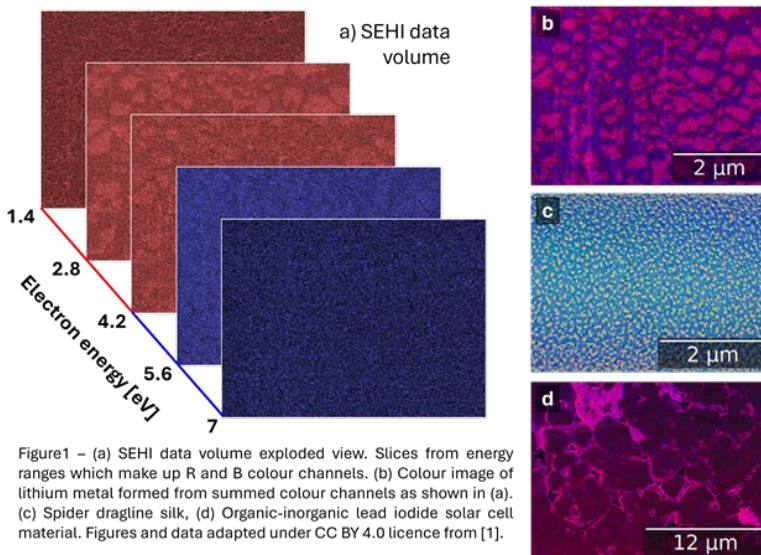 a) SEHI data
volume
1.4
2.8
4.2
5.6
7
Electron energy [eV]
b
2 μm
c
2 μm
d
12 μm
Figure1 – (a) SEHI data volume exploded view. Slices from energy
ranges which make up R and B colour channels. (b) Colour image of
lithium metal formed from summed colour channels as shown in (a).
(c) Spider dragline silk, (d) Organic-inorganic lead iodide solar cell
material. Figures and data adapted under CC BY 4.0 licence from [1].